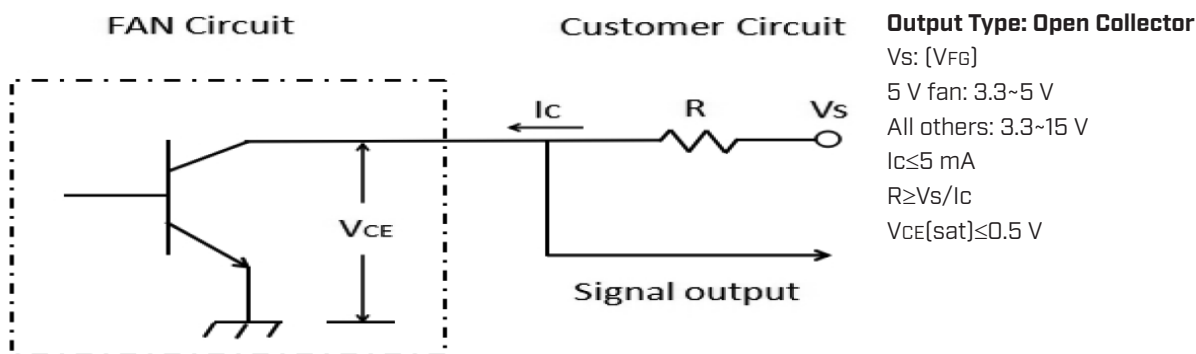 FAN Circuit
Customer Circuit
Ic
R
Vs
VCE
Signal output
Output Type: Open Collector
Vs: (VFG)
5 V fan: 3.3~5 V
All others: 3.3~15 V
Ic≤5 mA
R≥Vs/Ic
VCE(sat)≤0.5 V